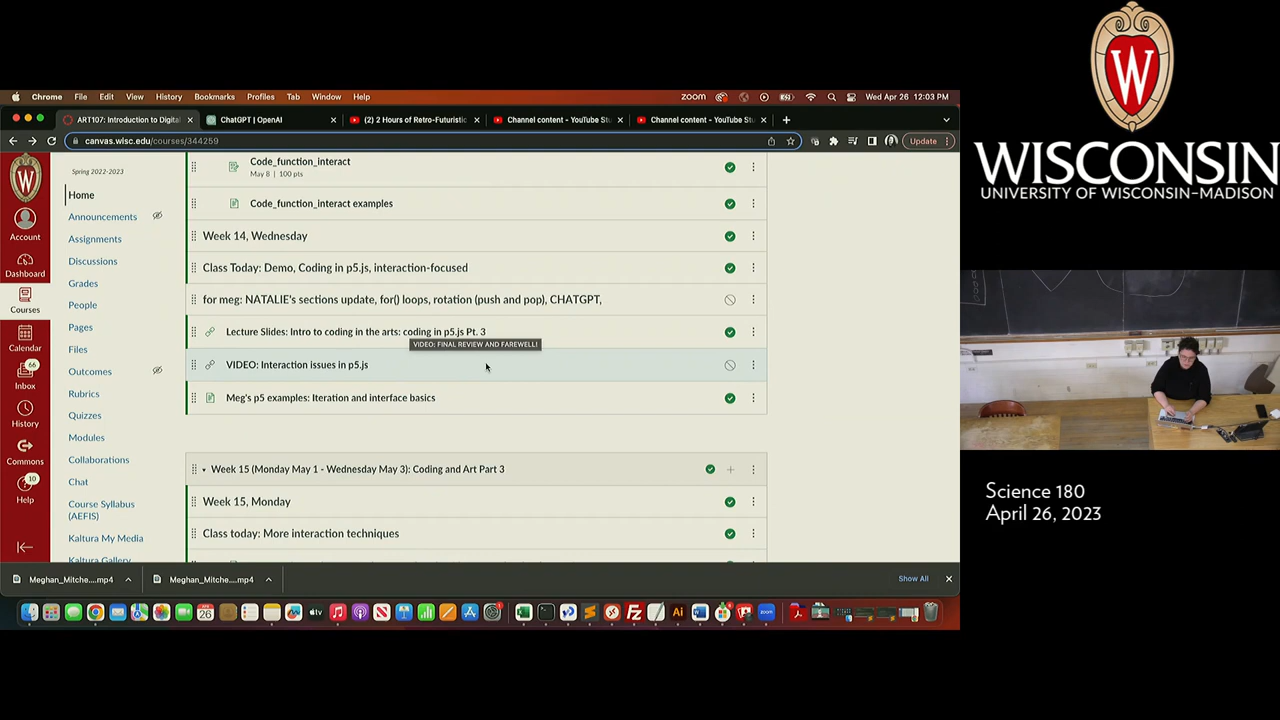 Chrome File Edit View History Bookmarks Profiles Tab Window Help zoom Wed Apr 26 12:03 PM
ART107: Introduction to Digital ChatGPT | OpenAI (2) 2 Hours of Retro-Futuristic Channel content - YouTube Stu Channel content - YouTube Stu
canvas.wisc.edu/courses/344259 Update
Account
Dashboard
Courses
Calendar
66
Inbox
History
Commons
10
Help
Spring 2022-2023
Home
Announcements
Assignments
Discussions
Grades
People
Pages
Files
Outcomes
Rubrics
Quizzes
Modules
Collaborations
Chat
Course Syllabus
(AEFIS)
Kaltura My Media
Kaltura Gallery
Code_function_interact
May 8 | 100 pts
Code_function_interact examples
Week 14, Wednesday
Class Today: Demo, Coding in p5.js, interaction-focused
for meg: NATALIE's sections update, for() loops, rotation (push and pop), CHATGPT,
Lecture Slides: Intro to coding in the arts: coding in p5.js Pt. 3
VIDEO: FINAL REVIEW AND FAREWELL!
VIDEO: Interaction issues in p5.js
Meg's p5 examples: Iteration and interface basics
Week 15 (Monday May 1 - Wednesday May 3): Coding and Art Part 3
Week 15, Monday
Class today: More interaction techniques
Meghan_Mitche....mp4 Meghan_Mitche....mp4 Show All
W
WISCONSIN
UNIVERSITY OF WISCONSIN–MADISON
Science 180
April 26, 2023